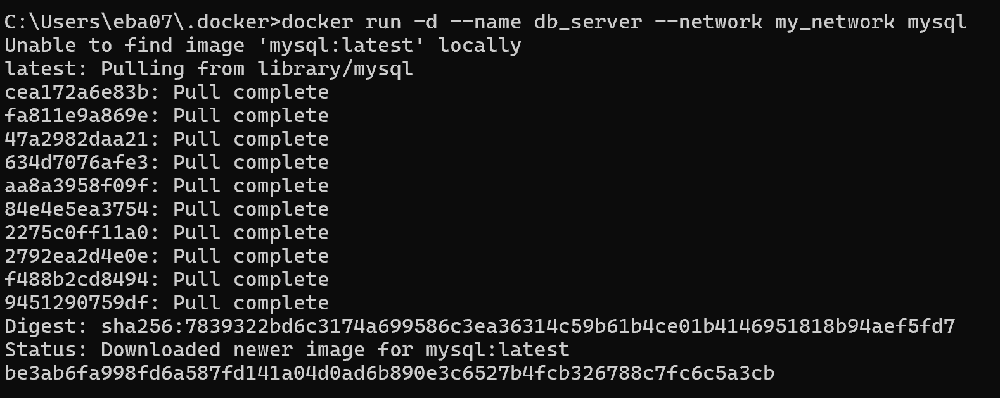 C:\Users\eba07\.docker>docker run -d --name db_server --network my_network mysql
Unable to find image 'mysql:latest' locally
latest: Pulling from library/mysql
cea172a6e83b: Pull complete
fa811e9a869e: Pull complete
47a2982daa21: Pull complete
634d7076afe3: Pull complete
aa8a3958f09f: Pull complete
84e4e5ea3754: Pull complete
2275c0ff11a0: Pull complete
2792ea2d4e0e: Pull complete
f488b2cd8494: Pull complete
9451290759df: Pull complete
Digest: sha256:7839322bd6c3174a699586c3ea36314c59b61b4ce01b4146951818b94aef5fd7
Status: Downloaded newer image for mysql:latest
be3ab6fa998fd6a587fd141a04d0ad6b890e3c6527b4fcb326788c7fc6c5a3cb